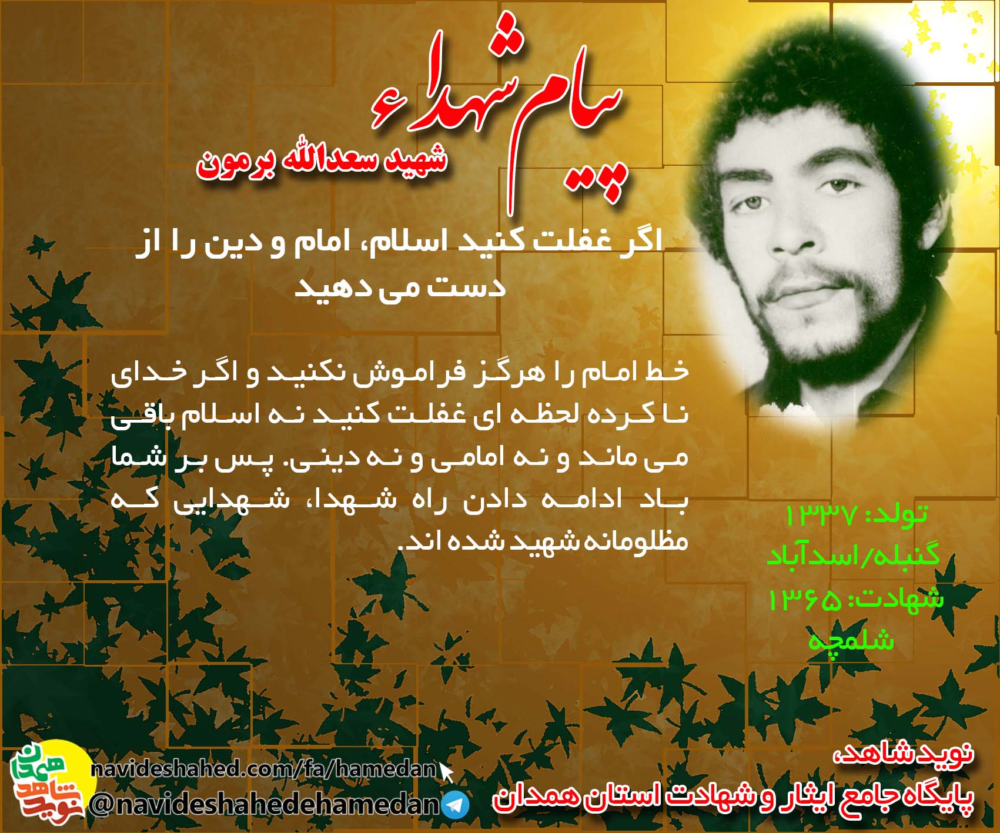 پیام شهداء
شهید سعدالله برمون
اگر غفلت کنید اسلام، امام و دین را از
دست می دهید
خط امام را هرگز فراموش نکنید و اگر خدای
نا کرده لحظه ای غفلت کنید نه اسلام باقی
می ماند و نه امامی و نه دینی. پس بر شما
باد ادامه دادن راه شهدا، شهدایی که
مظلومانه شهید شده اند.
تولد: ۱۳۳۷
گنبله/اسدآباد
شهادت: ۱۳۶۵
شلمچه
نوید شاهد،
پایگاه جامع ایثار و شهادت استان همدان
navideshahed.com/fa/hamedan
@navideshahedehamedan
نوید شاهد همدان